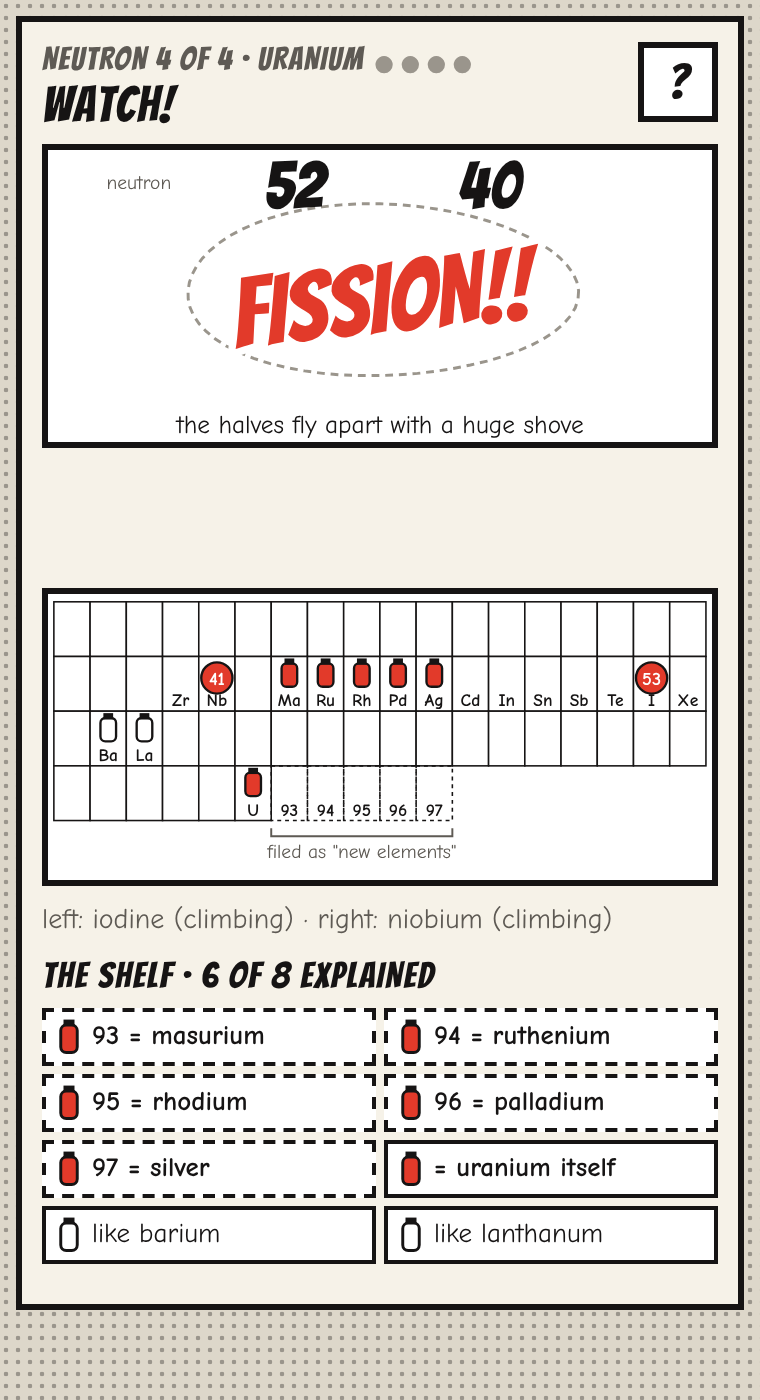 NEUTRON 4 OF 4 · URANIUM
WATCH!
?
neutron
52 40
FISSION!!
the halves fly apart with a huge shove
41 53
Zr Nb Ma Ru Rh Pd Ag Cd In Sn Sb Te I Xe
Ba La
U 93 94 95 96 97
filed as "new elements"
left: iodine (climbing) · right: niobium (climbing)
THE SHELF · 6 OF 8 EXPLAINED
93 = masurium
94 = ruthenium
95 = rhodium
96 = palladium
97 = silver
= uranium itself
like barium
like lanthanum